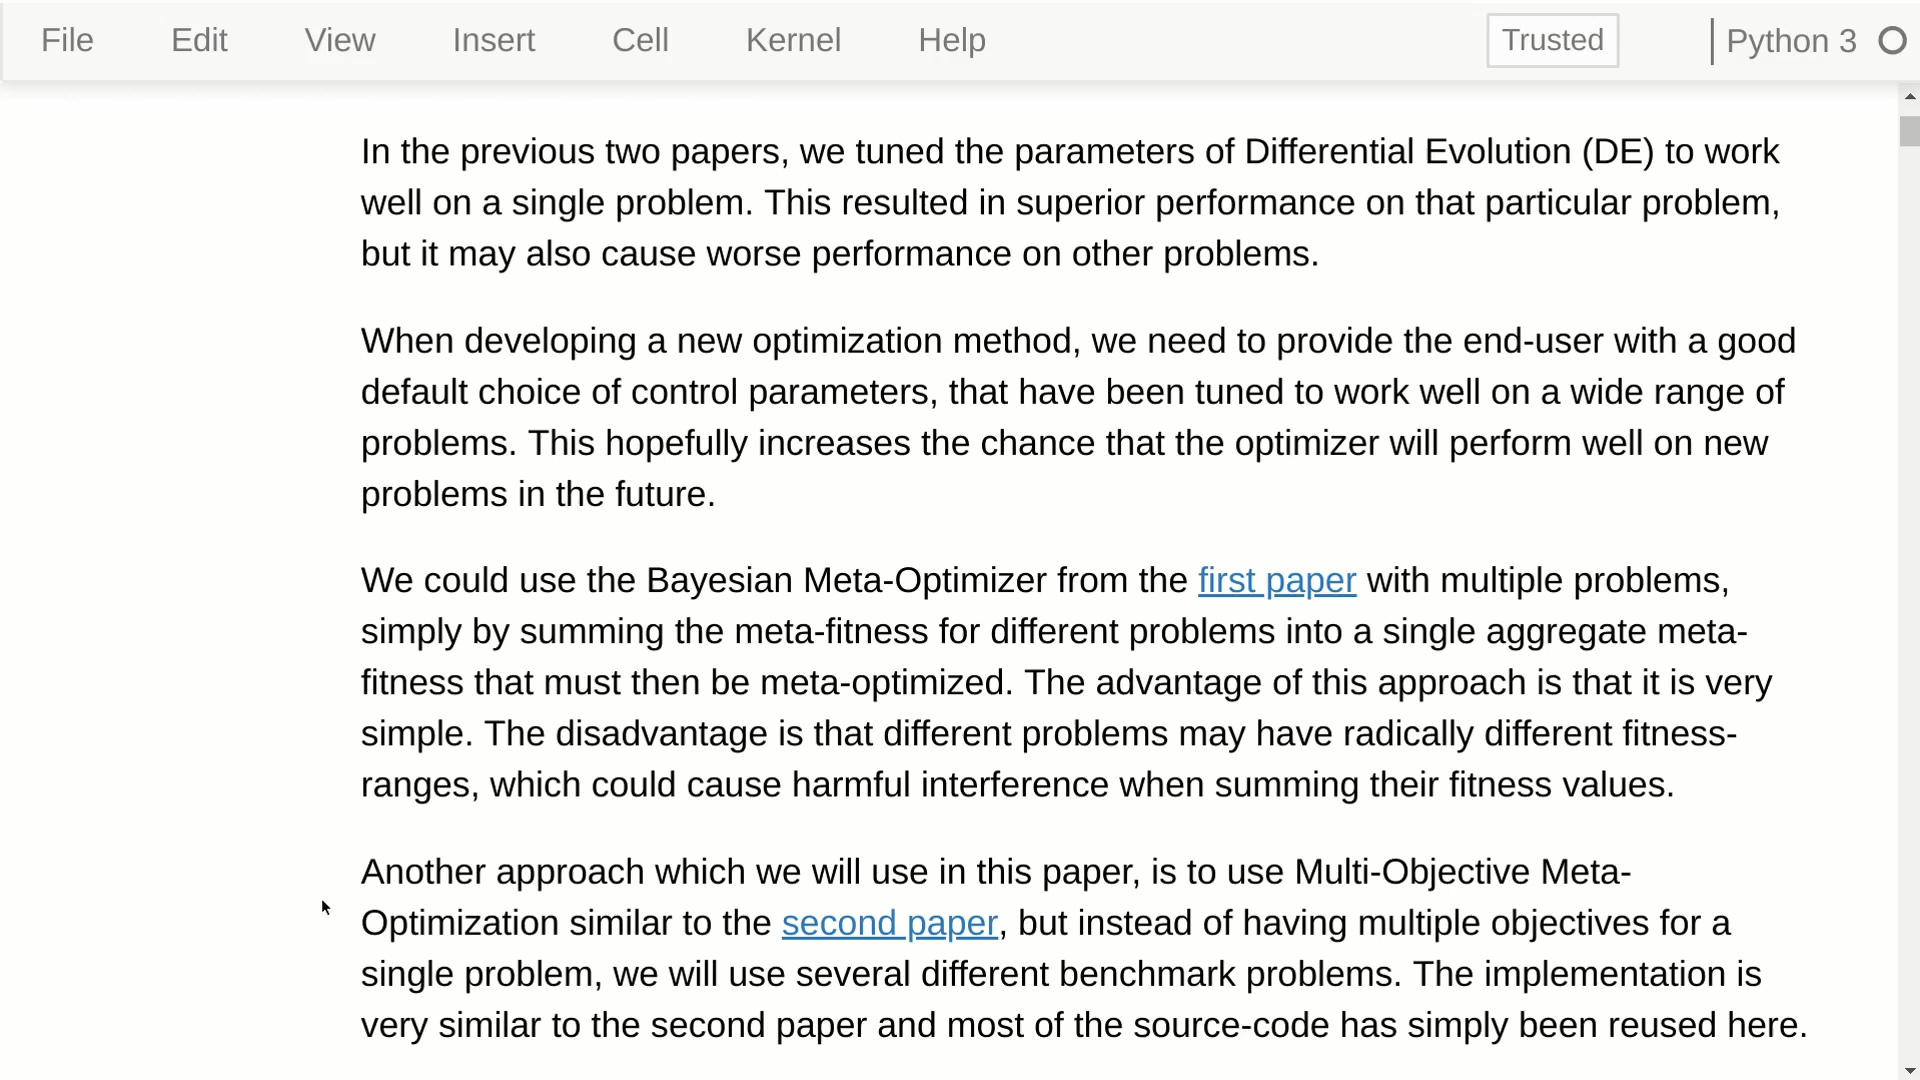 File Edit View Insert Cell Kernel Help Trusted Python 3
In the previous two papers, we tuned the parameters of Differential Evolution (DE) to work
well on a single problem. This resulted in superior performance on that particular problem,
but it may also cause worse performance on other problems.
When developing a new optimization method, we need to provide the end-user with a good
default choice of control parameters, that have been tuned to work well on a wide range of
problems. This hopefully increases the chance that the optimizer will perform well on new
problems in the future.
We could use the Bayesian Meta-Optimizer from the first paper with multiple problems,
simply by summing the meta-fitness for different problems into a single aggregate meta-
fitness that must then be meta-optimized. The advantage of this approach is that it is very
simple. The disadvantage is that different problems may have radically different fitness-
ranges, which could cause harmful interference when summing their fitness values.
Another approach which we will use in this paper, is to use Multi-Objective Meta-
Optimization similar to the second paper, but instead of having multiple objectives for a
single problem, we will use several different benchmark problems. The implementation is
very similar to the second paper and most of the source-code has simply been reused here.